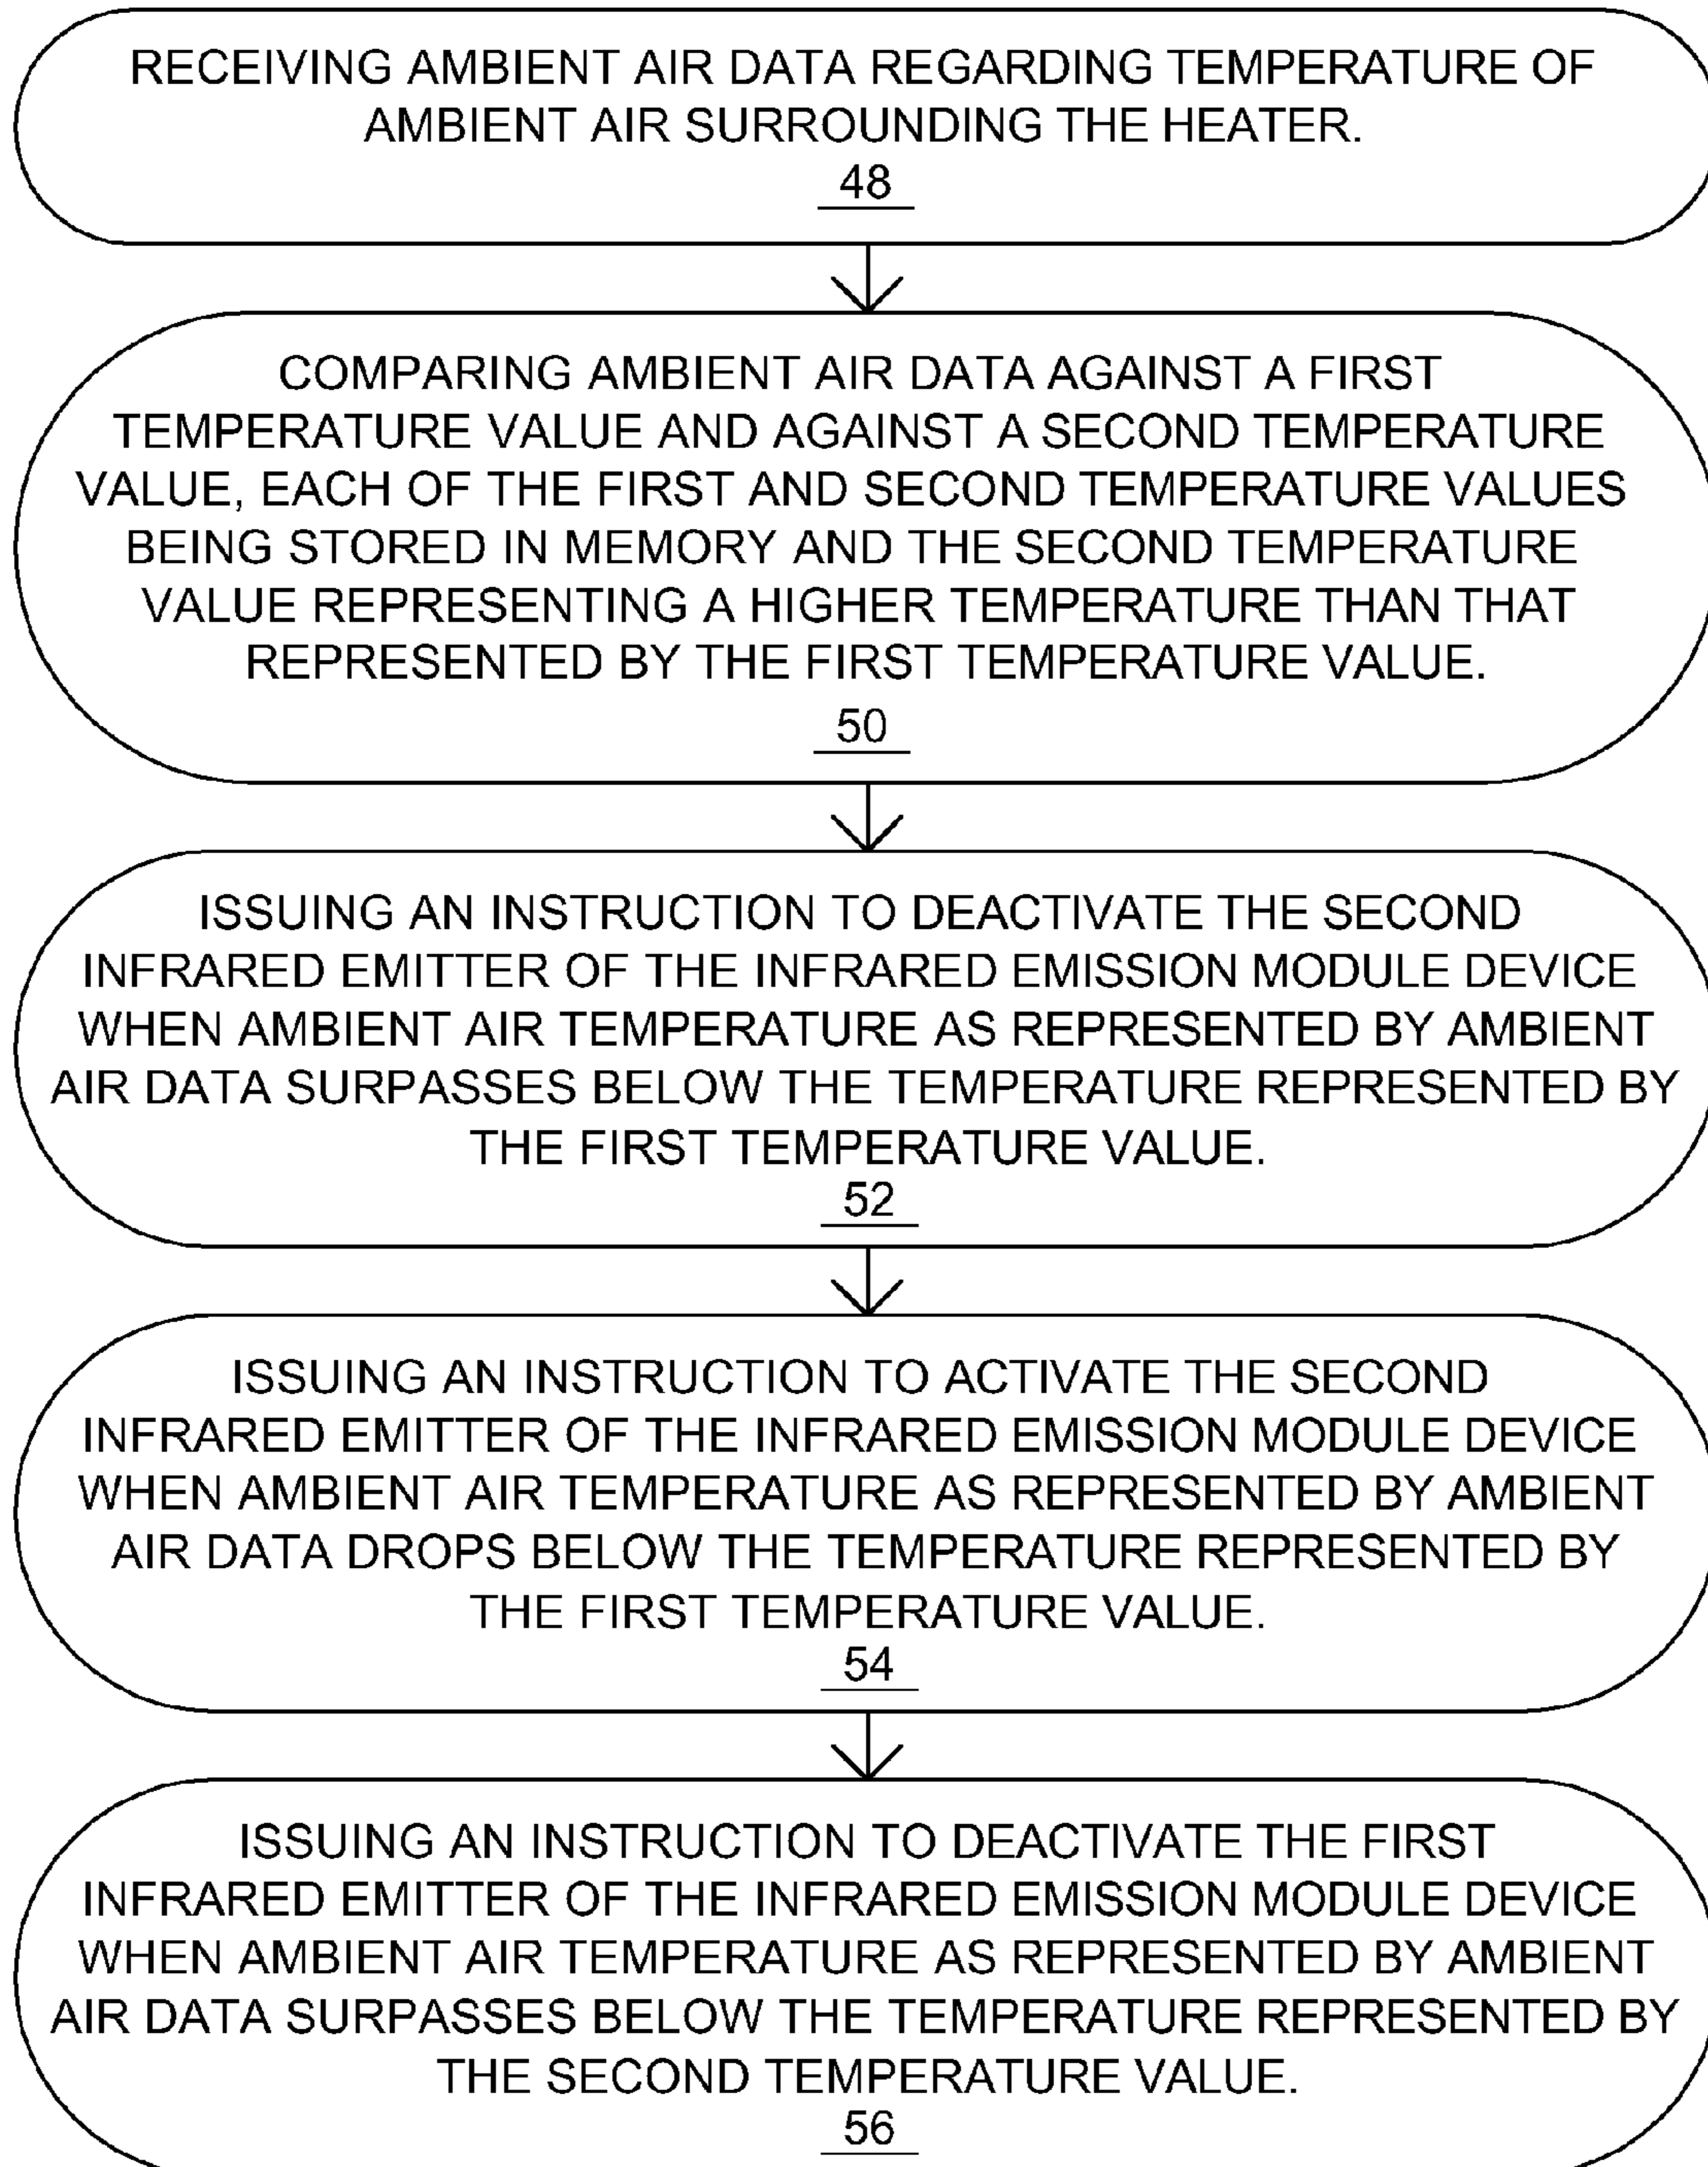 RECEIVING AMBIENT AIR DATA REGARDING TEMPERATURE OF
AMBIENT AIR SURROUNDING THE HEATER.
48
COMPARING AMBIENT AIR DATA AGAINST A FIRST
TEMPERATURE VALUE AND AGAINST A SECOND TEMPERATURE
VALUE, EACH OF THE FIRST AND SECOND TEMPERATURE VALUES
BEING STORED IN MEMORY AND THE SECOND TEMPERATURE
VALUE REPRESENTING A HIGHER TEMPERATURE THAN THAT
REPRESENTED BY THE FIRST TEMPERATURE VALUE.
50
ISSUING AN INSTRUCTION TO DEACTIVATE THE SECOND
INFRARED EMITTER OF THE INFRARED EMISSION MODULE DEVICE
WHEN AMBIENT AIR TEMPERATURE AS REPRESENTED BY AMBIENT
AIR DATA SURPASSES BELOW THE TEMPERATURE REPRESENTED BY
THE FIRST TEMPERATURE VALUE.
52
ISSUING AN INSTRUCTION TO ACTIVATE THE SECOND
INFRARED EMITTER OF THE INFRARED EMISSION MODULE DEVICE
WHEN AMBIENT AIR TEMPERATURE AS REPRESENTED BY AMBIENT
AIR DATA DROPS BELOW THE TEMPERATURE REPRESENTED BY
THE FIRST TEMPERATURE VALUE.
54
ISSUING AN INSTRUCTION TO DEACTIVATE THE FIRST
INFRARED EMITTER OF THE INFRARED EMISSION MODULE DEVICE
WHEN AMBIENT AIR TEMPERATURE AS REPRESENTED BY AMBIENT
AIR DATA SURPASSES BELOW THE TEMPERATURE REPRESENTED BY
THE SECOND TEMPERATURE VALUE.
56